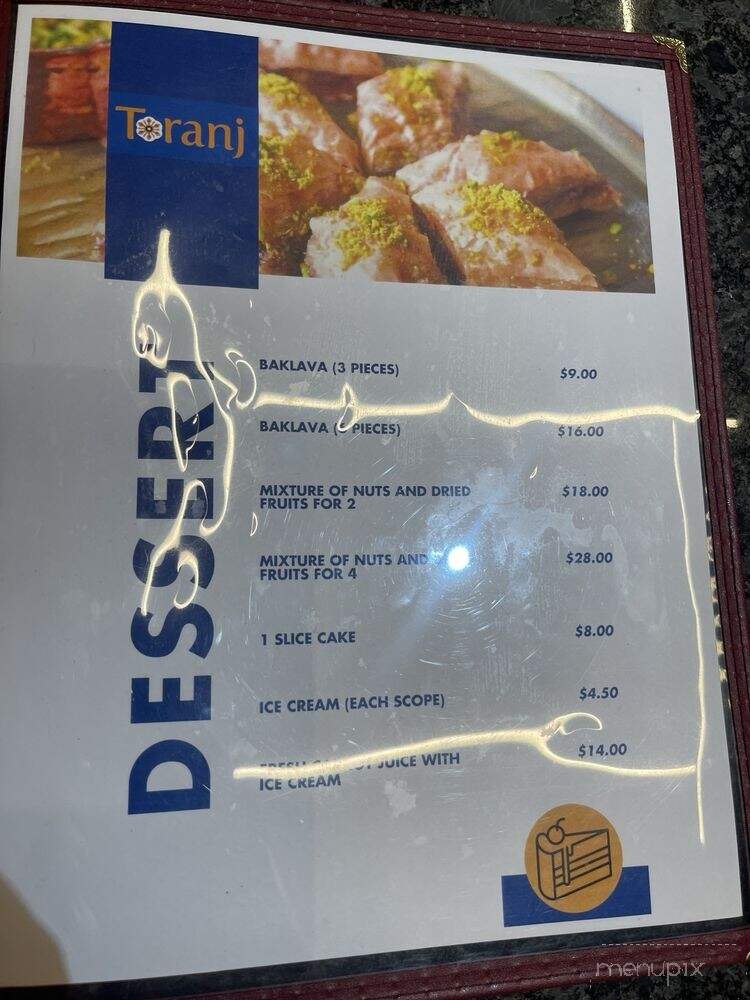 Toranj
DESSERT
BAKLAVA (3 PIECES) $9.00
BAKLAVA ( PIECES) $16.00
MIXTURE OF NUTS AND DRIED $18.00
FRUITS FOR 2
MIXTURE OF NUTS AND $28.00
FRUITS FOR 4
1 SLICE CAKE $8.00
ICE CREAM (EACH SCOPE) $4.50
FRESH JUICE WITH $14.00
ICE CREAM
menupix